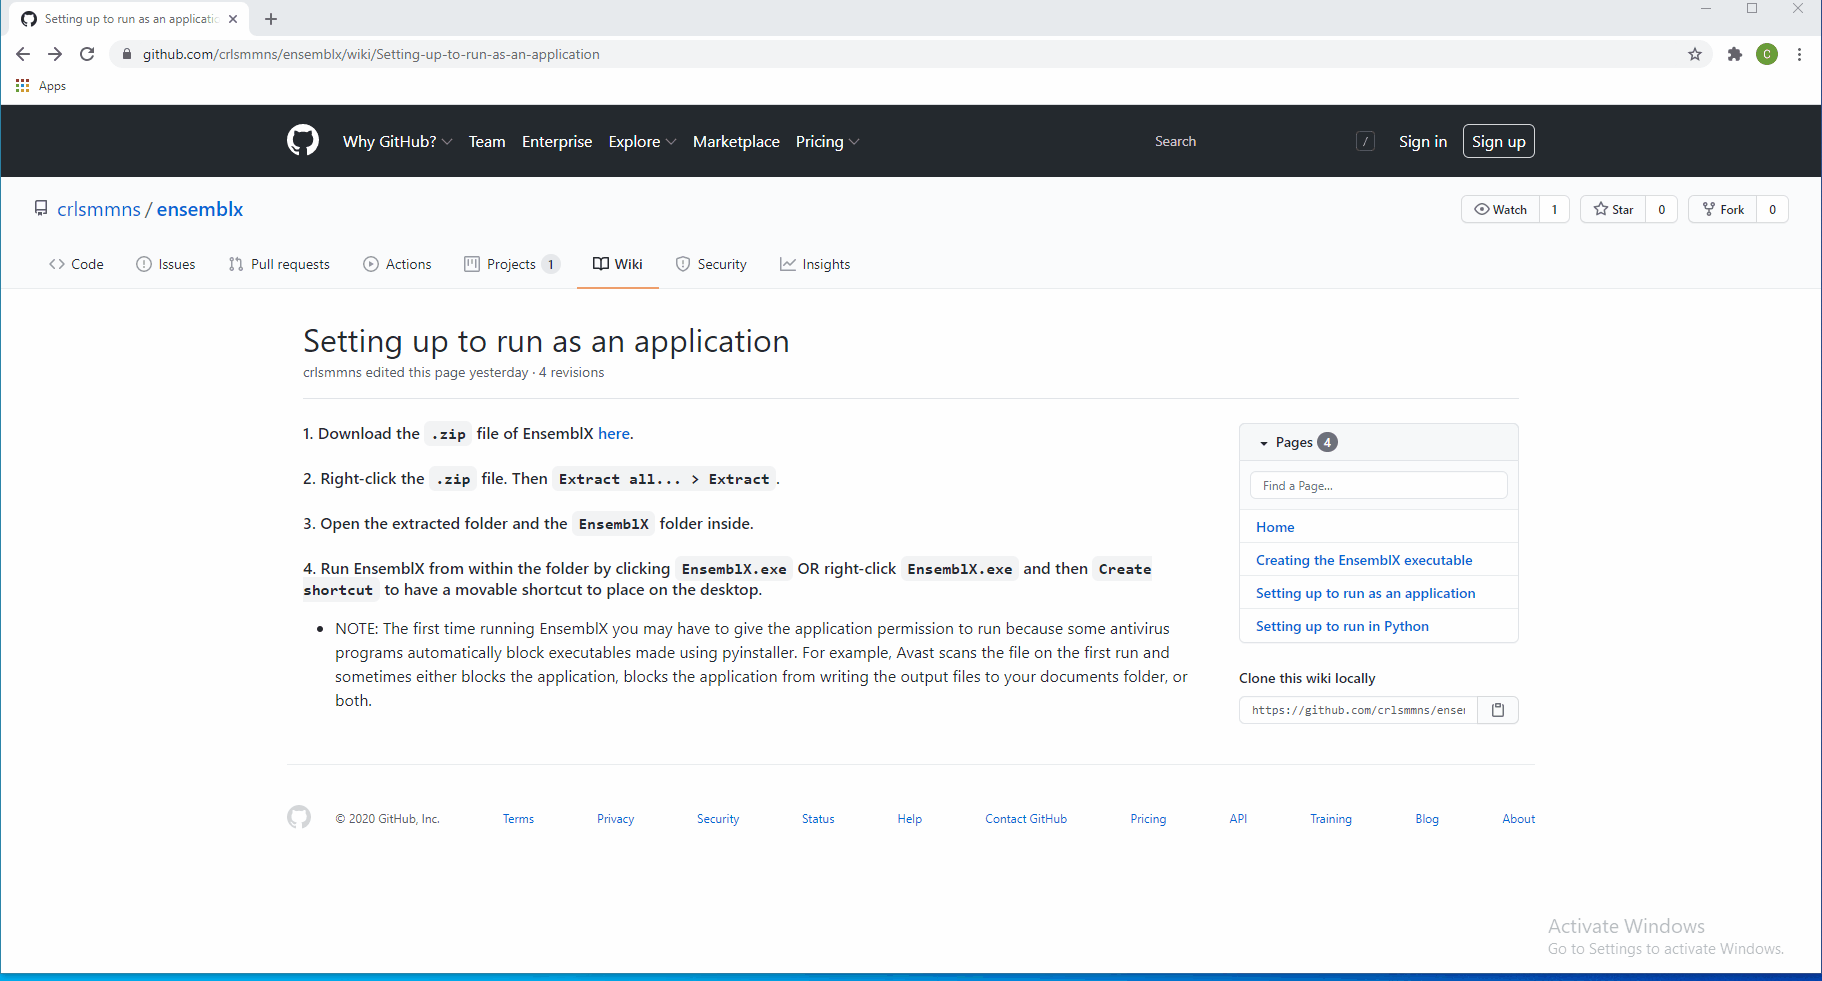 Setting up to run as an applicatic
github.com/crlsmmns/ensemblx/wiki/Setting-up-to-run-as-an-application
C
Apps
Why GitHub? Team Enterprise Explore Marketplace Pricing Search / Sign in Sign up
crlsmmns / ensemblx
Watch 1 Star 0 Fork 0
Code Issues Pull requests Actions Projects 1 Wiki Security Insights
Setting up to run as an application
crlsmmns edited this page yesterday · 4 revisions
1. Download the .zip file of EnsemblX here.
2. Right-click the .zip file. Then Extract all... > Extract.
3. Open the extracted folder and the EnsemblX folder inside.
4. Run EnsemblX from within the folder by clicking EnsemblX.exe OR right-click EnsemblX.exe and then Create
shortcut to have a movable shortcut to place on the desktop.
• NOTE: The first time running EnsemblX you may have to give the application permission to run because some antivirus
programs automatically block executables made using pyinstaller. For example, Avast scans the file on the first run and
sometimes either blocks the application, blocks the application from writing the output files to your documents folder, or
both.
Pages 4
Find a Page...
Home
Creating the EnsemblX executable
Setting up to run as an application
Setting up to run in Python
Clone this wiki locally
https://github.com/crlsmmns/enser
© 2020 GitHub, Inc. Terms Privacy Security Status Help Contact GitHub Pricing API Training Blog About
Activate Windows
Go to Settings to activate Windows.